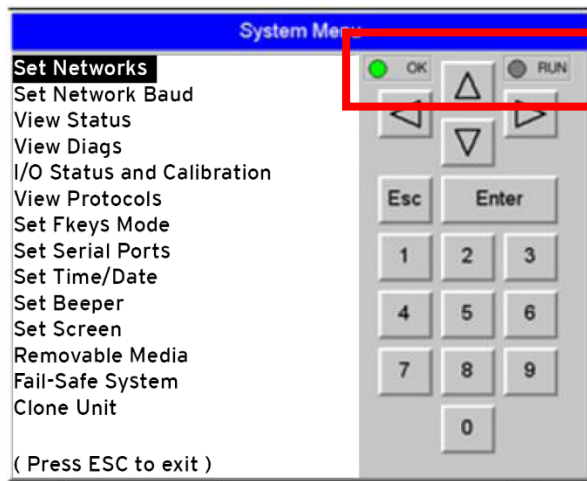 System Menu
Set Networks
Set Network Baud
View Status
View Diags
I/O Status and Calibration
View Protocols
Set Fkeys Mode
Set Serial Ports
Set Time/Date
Set Beeper
Set Screen
Removable Media
Fail-Safe System
Clone Unit
( Press ESC to exit )
OK RUN
Esc Enter
1 2 3
4 5 6
7 8 9
0